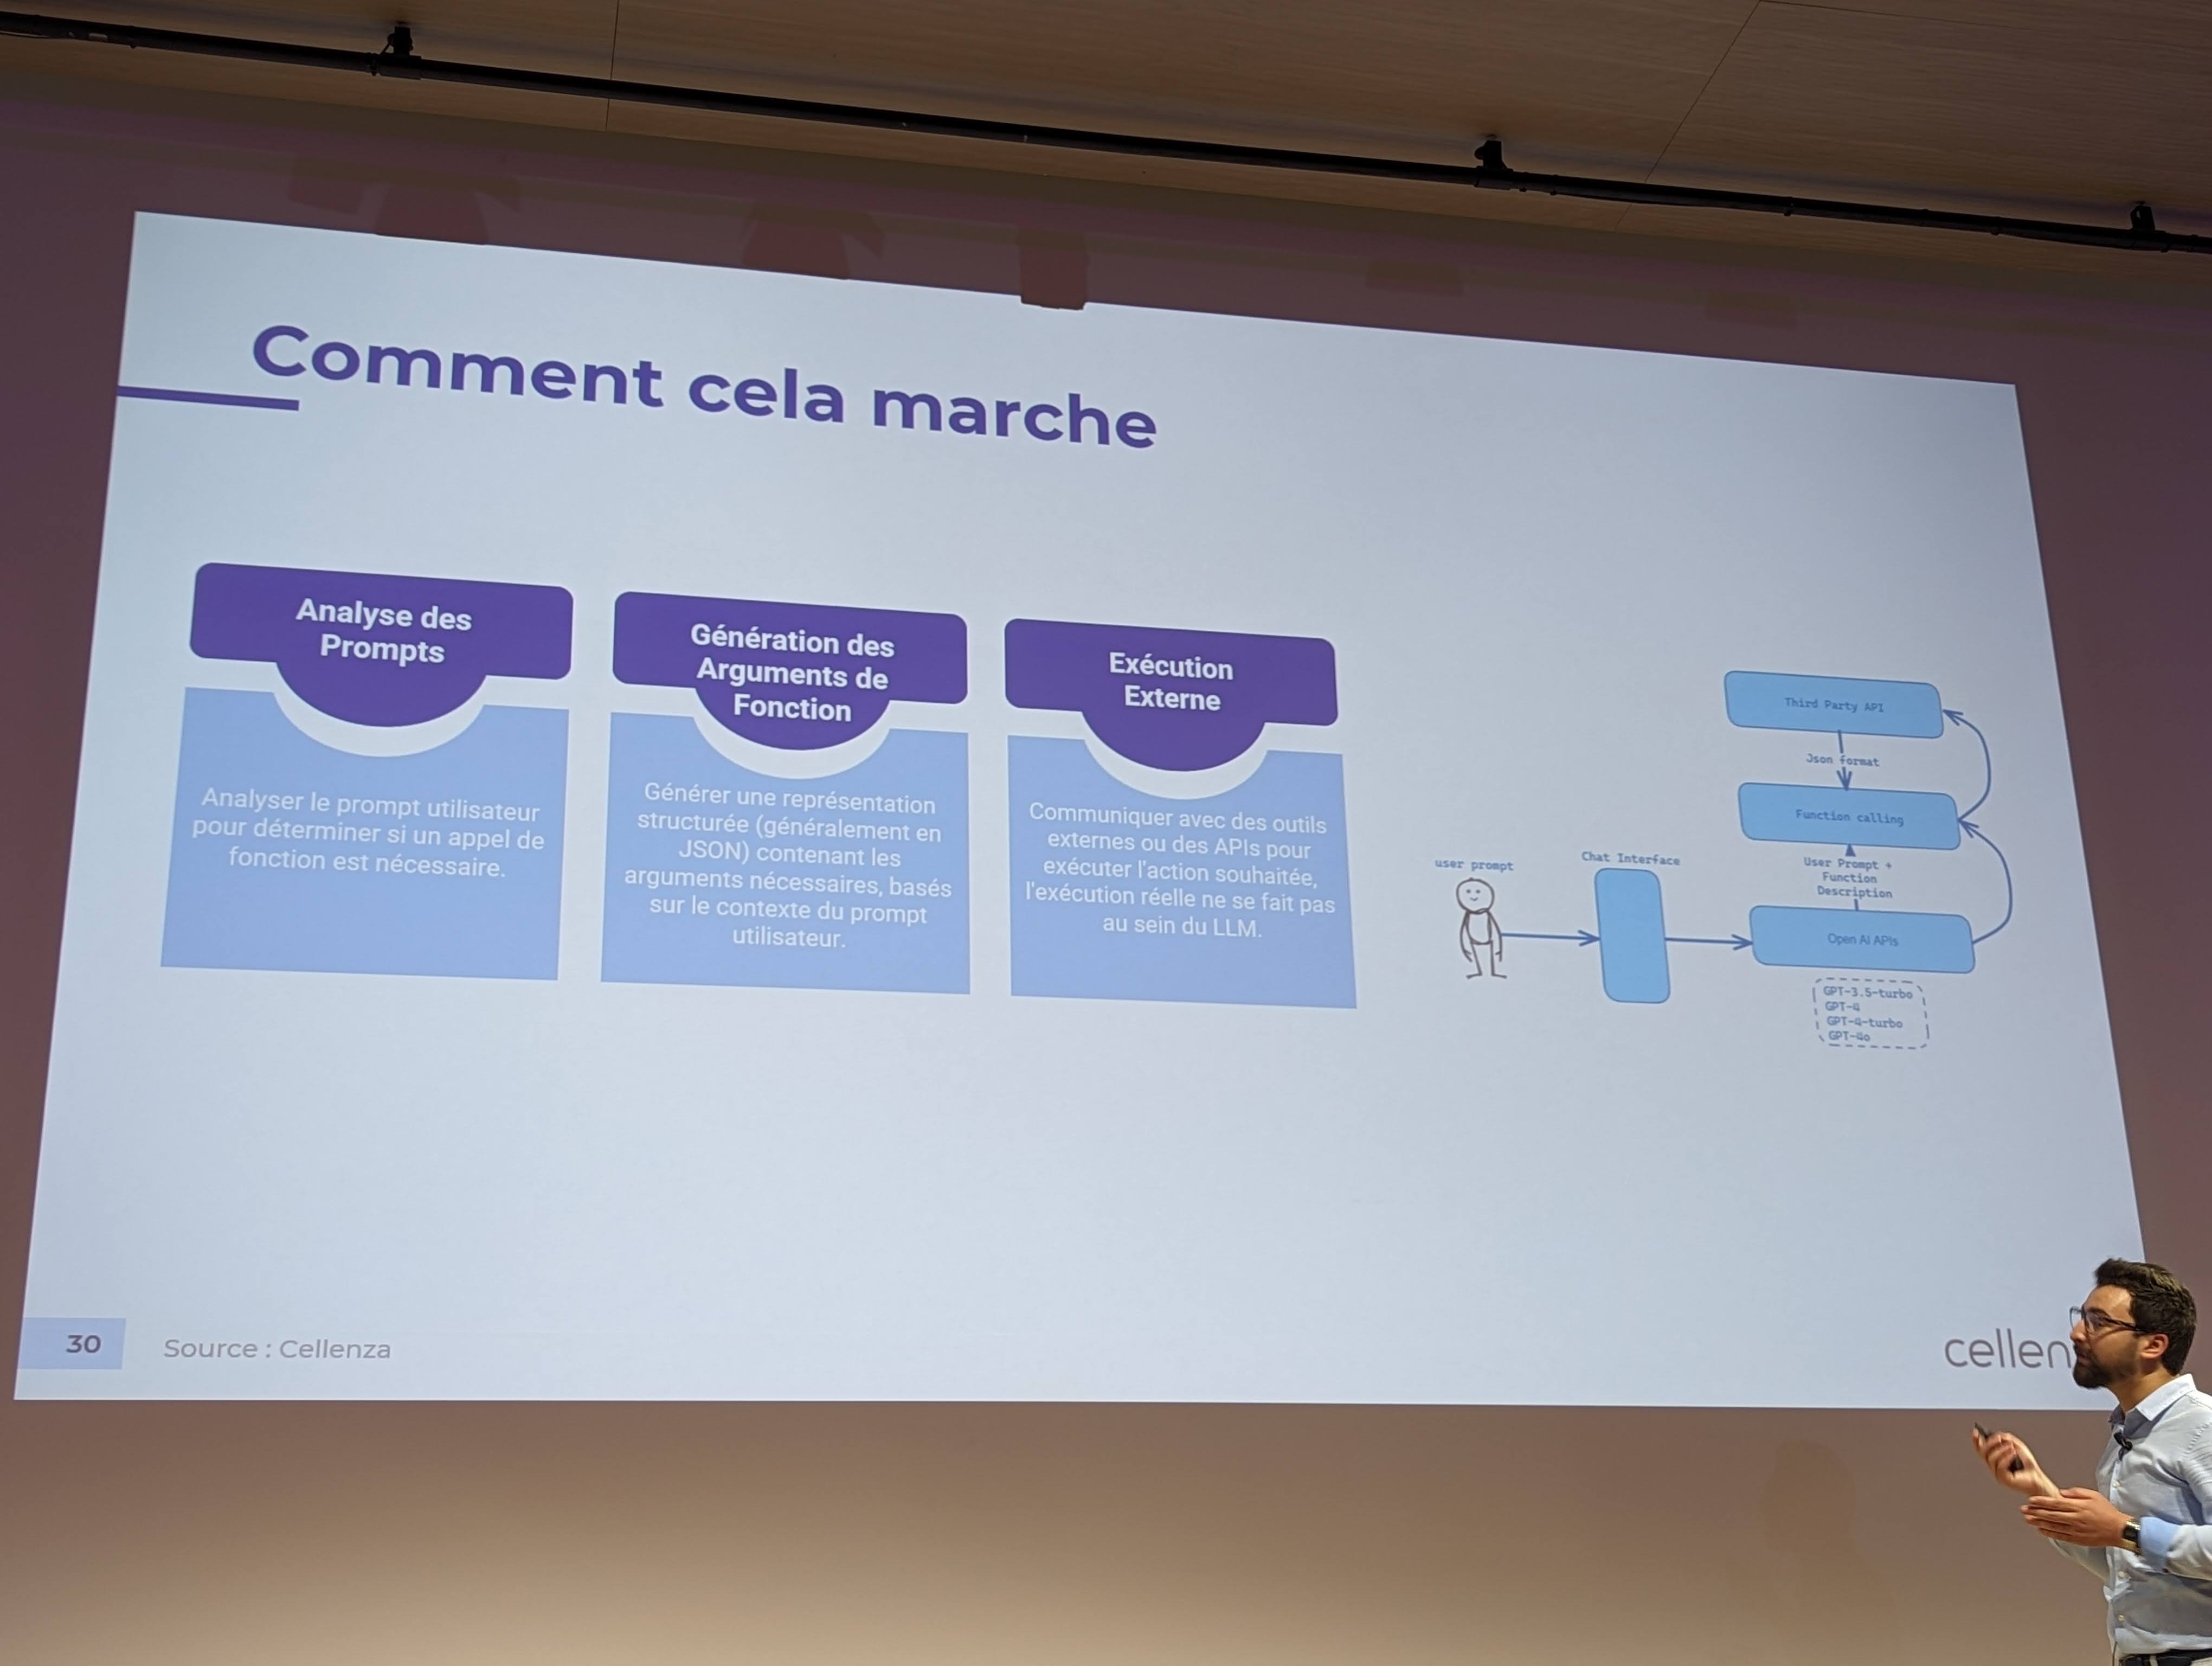 Comment cela marche
Analyse des
Prompts
Analyser le prompt utilisateur
pour déterminer si un appel de
fonction est nécessaire.
Génération des
Arguments de
Fonction
Générer une représentation
structurée (généralement en
JSON) contenant les
arguments nécessaires, basés
sur le contexte du prompt
utilisateur.
Exécution
Externe
Communiquer avec des outils
externes ou des APIs pour
exécuter l'action souhaitée,
l'exécution réelle ne se fait pas
au sein du LLM.
user prompt
Chat Interface
Third Party API
Json format
Function calling
User Prompt +
Function
Description
Open AI APIs
GPT-3.5-turbo
GPT-4
GPT-4-turbo
GPT-4o
30
Source : Cellenza
cellen